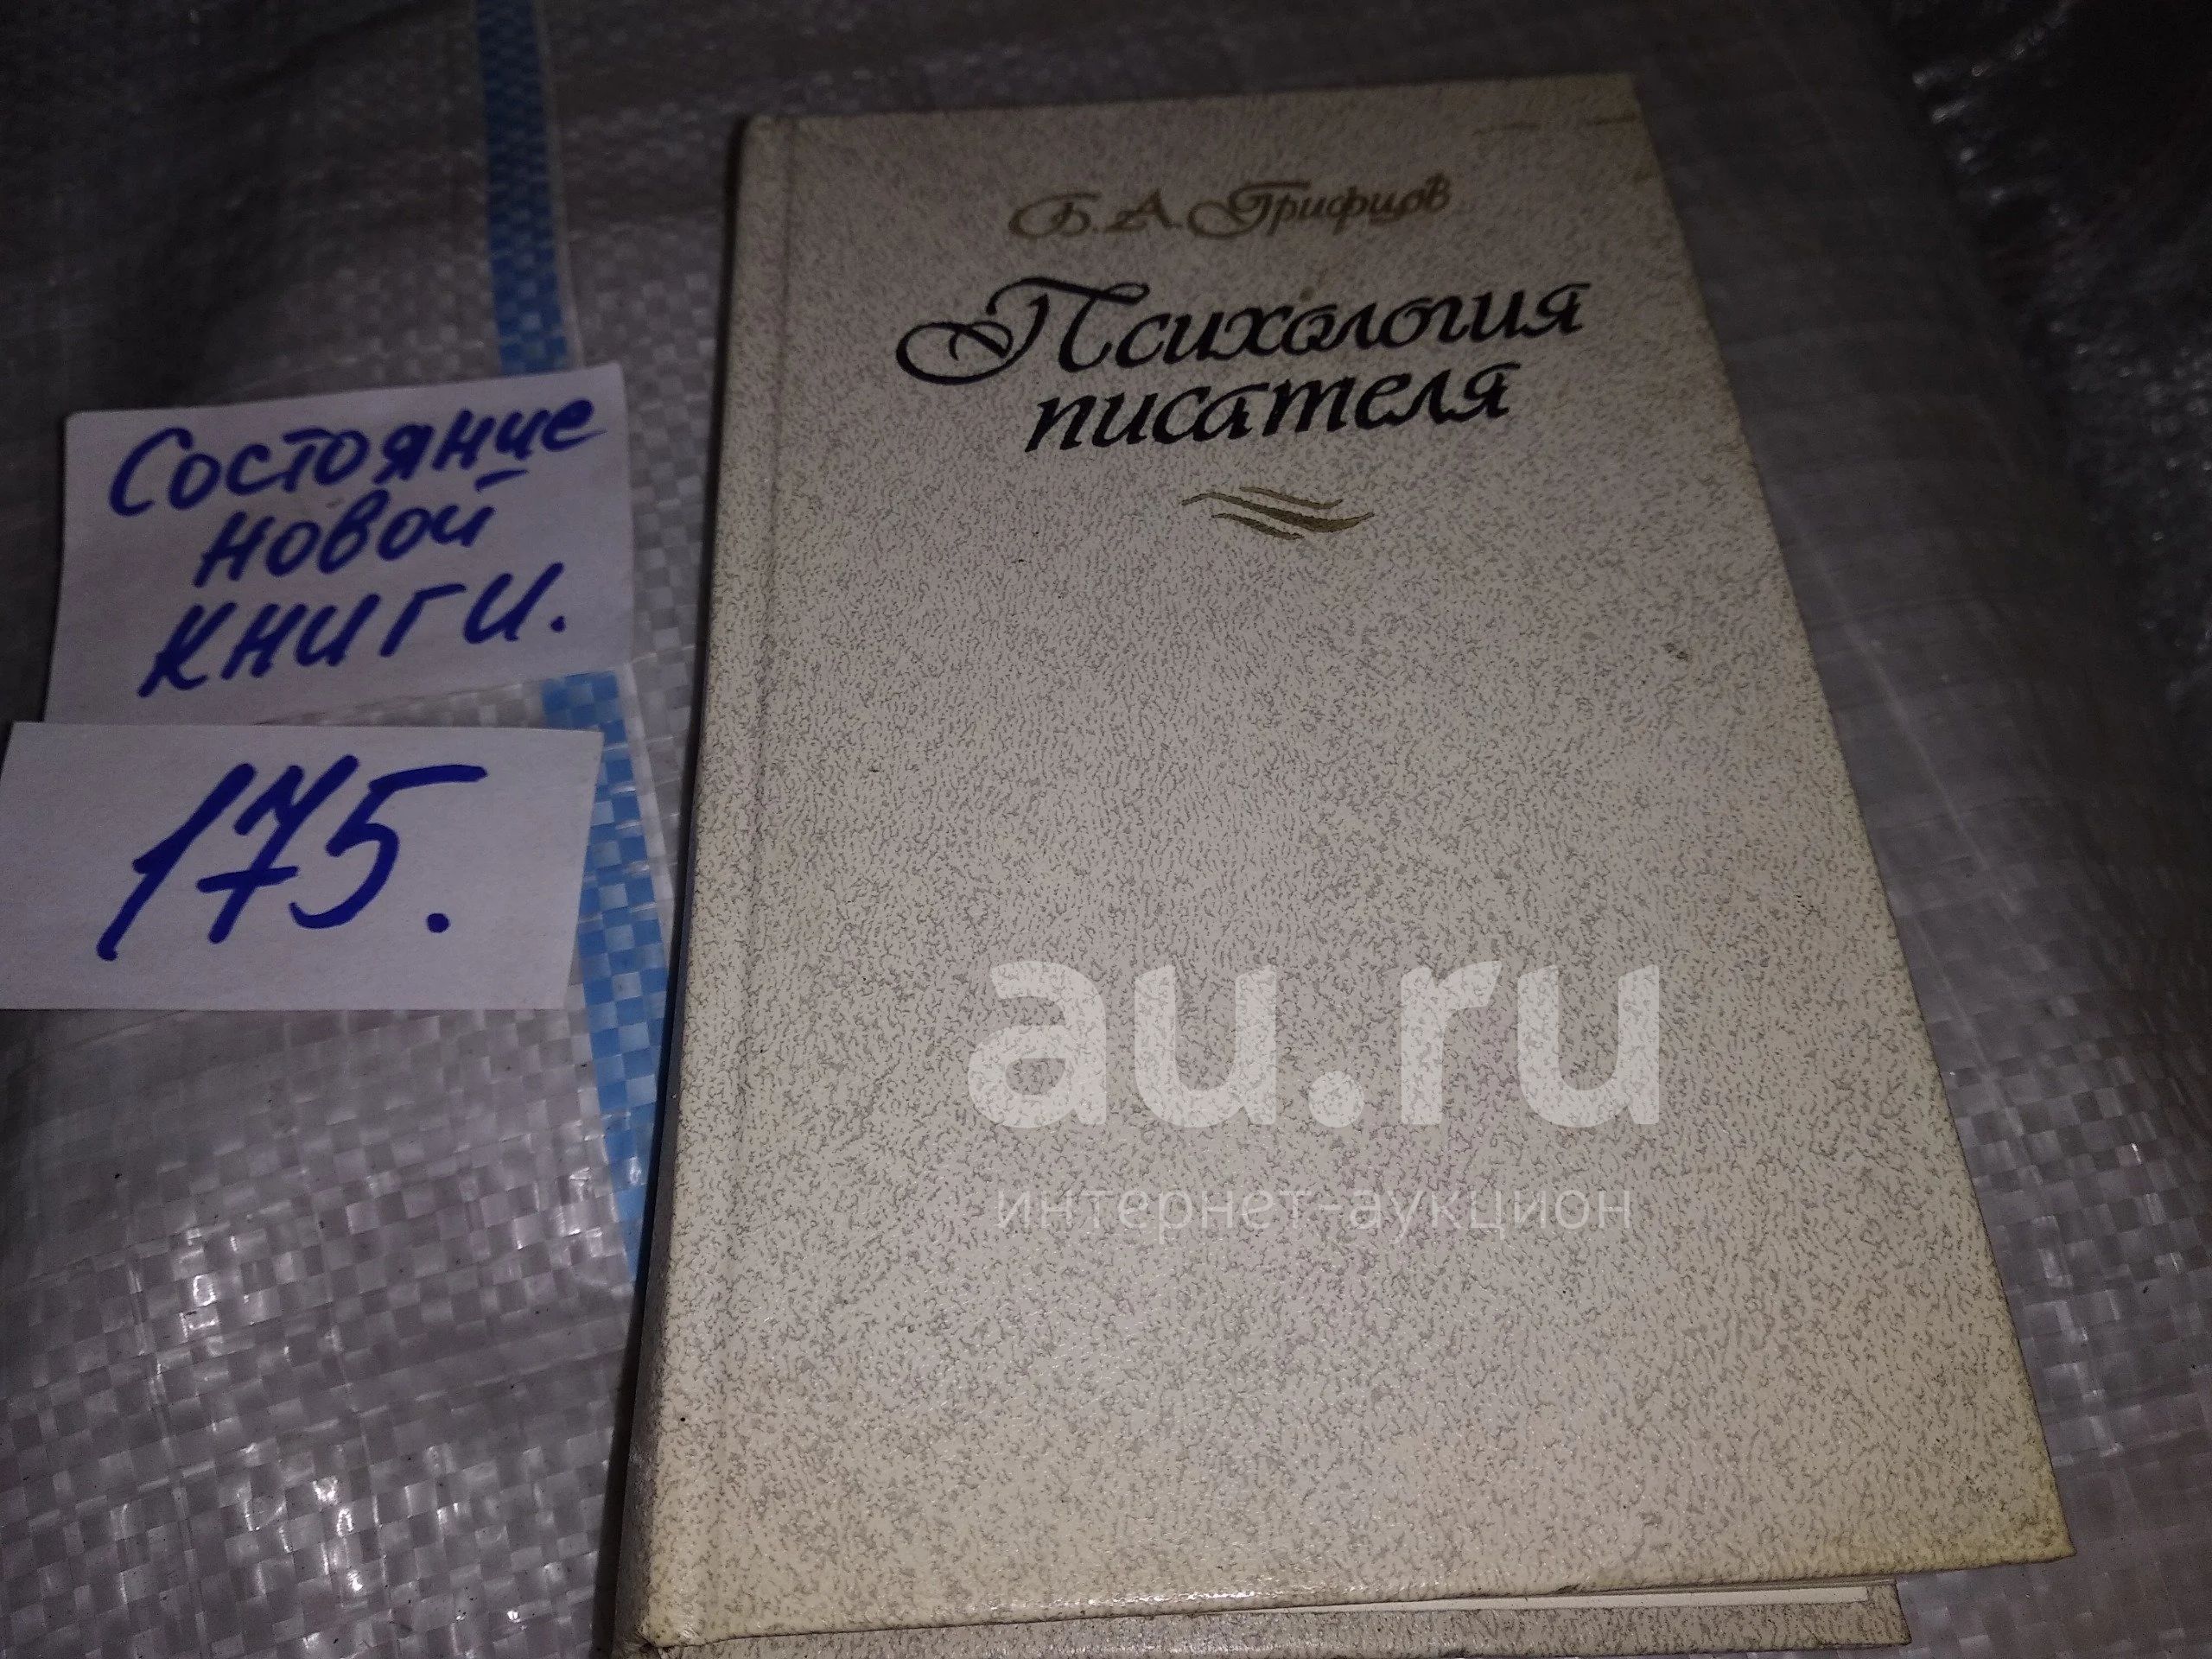 Б. А. Грифцов
Психология
писателя
Состояние
новой
книги.
175.
au.ru
интернет-аукцион